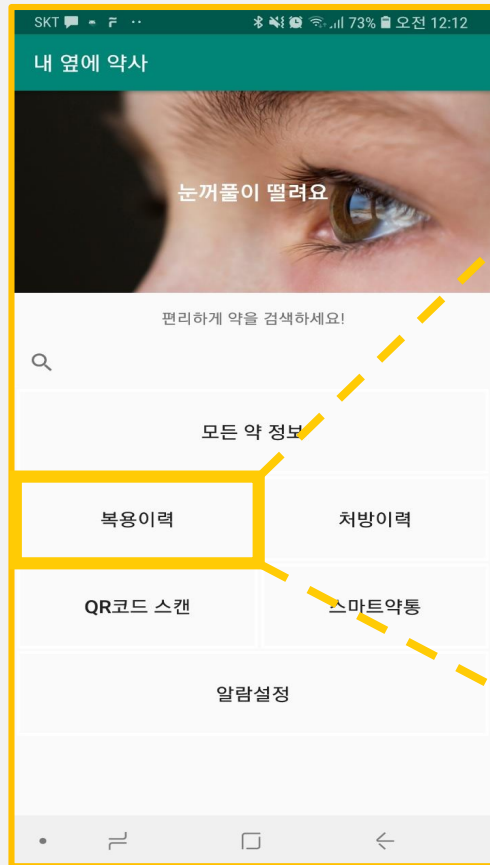 SKT 73% 오전 12:12
내 옆에 약사
눈꺼풀이 떨려요
편리하게 약을 검색하세요!
모든 약 정보
복용이력 처방이력
QR코드 스캔 스마트약통
알람설정